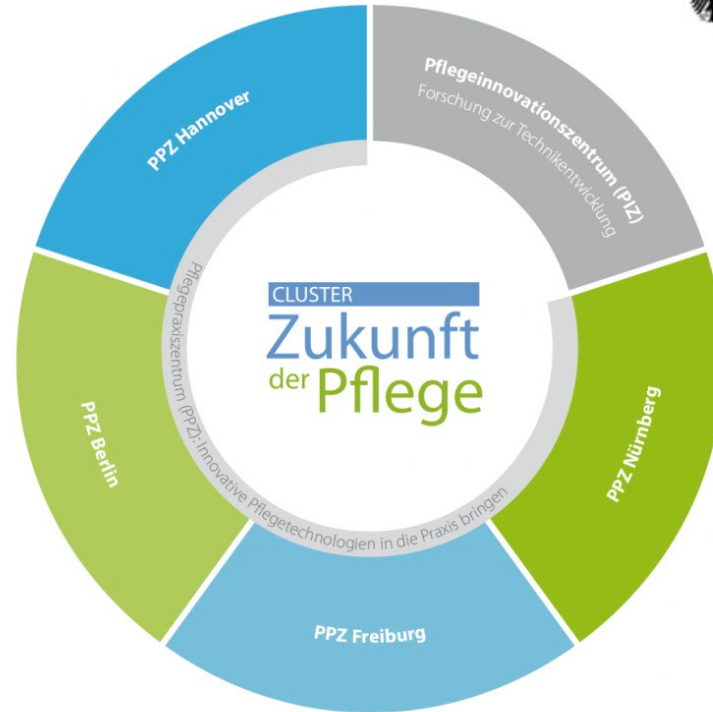 Pflegeinnovationszentrum (PIZ)
Forschung zur Technikentwicklung
PPZ Nürnberg
PPZ Freiburg
PPZ Berlin
PPZ Hannover
Pflegepraxiszentrum (PPZ): Innovative Pflegetechnologien in die Praxis bringen
CLUSTER
Zukunft
der Pflege